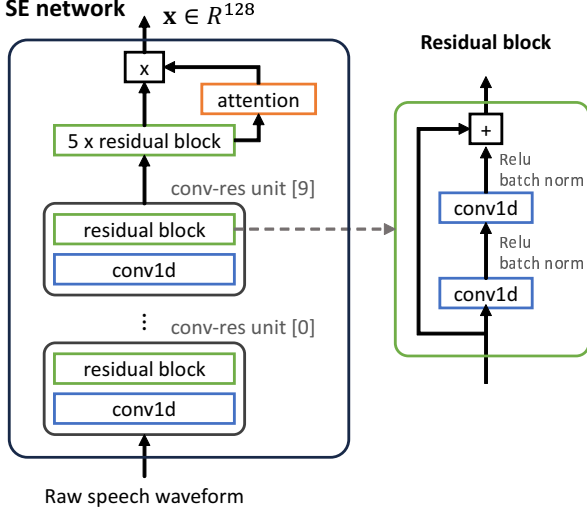 SE network
𝐱 ∈ 𝑅¹²⁸
x
attention
5 x residual block
conv-res unit [9]
residual block
conv1d
⋮
conv-res unit [0]
residual block
conv1d
Raw speech waveform
Residual block
+
Relu
batch norm
conv1d
Relu
batch norm
conv1d